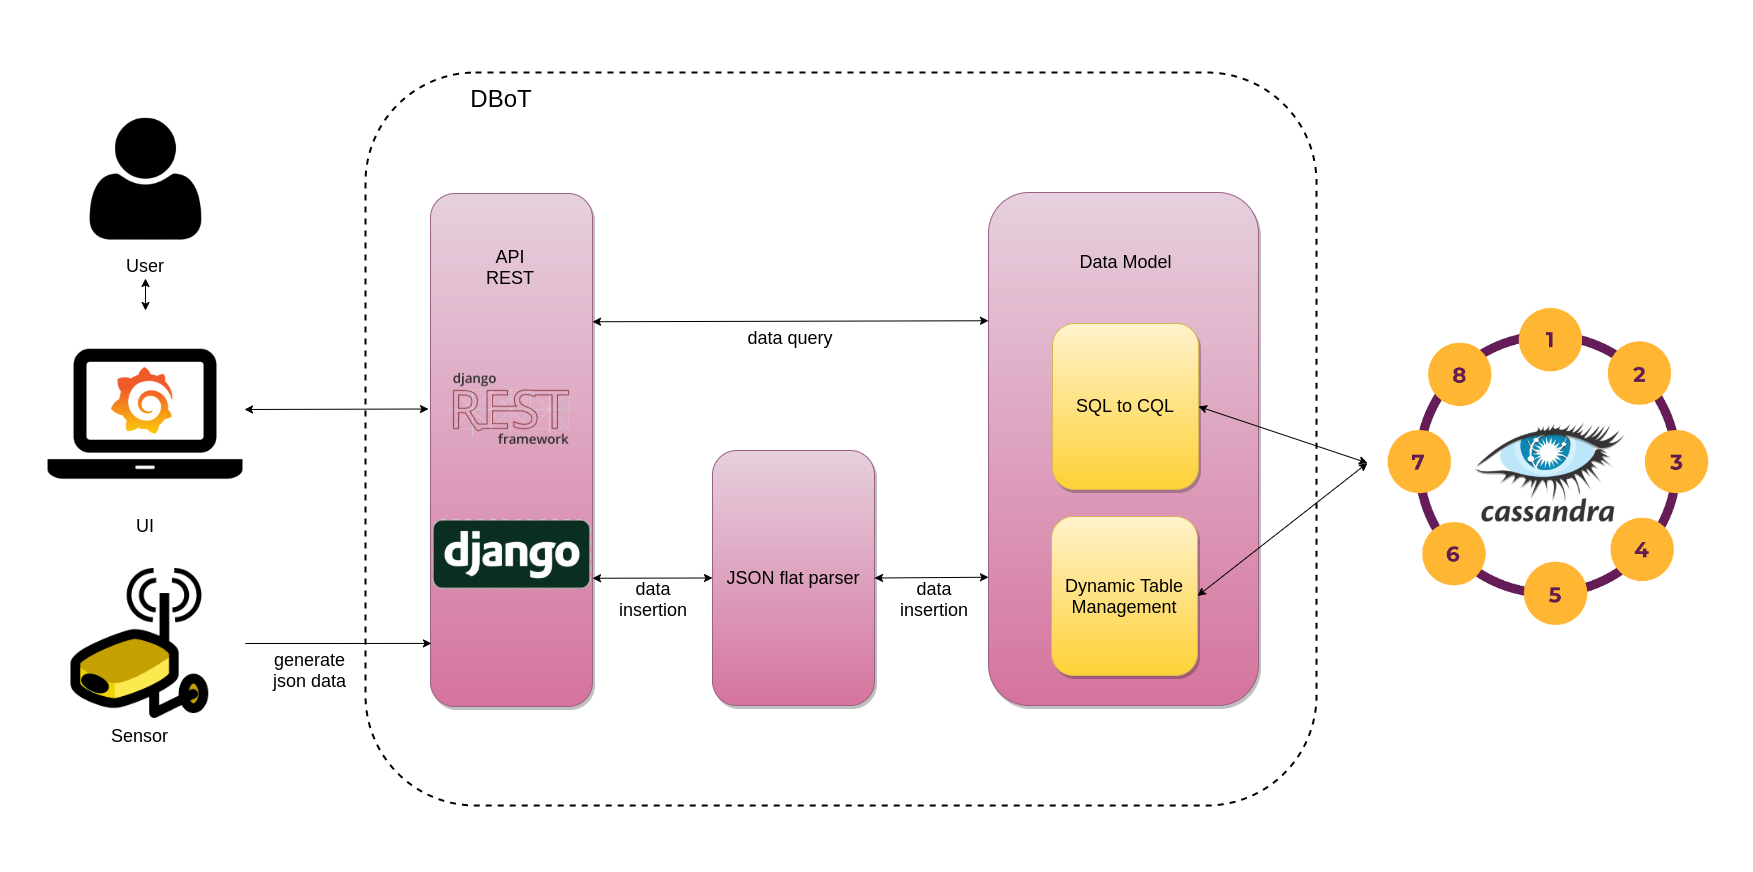 DBoT
User
UI
Sensor
generate
json data
API
REST
django
REST
framework
django
data query
data
insertion
JSON flat parser
data
insertion
Data Model
SQL to CQL
Dynamic Table
Management
1
2
3
4
5
6
7
8
cassandra